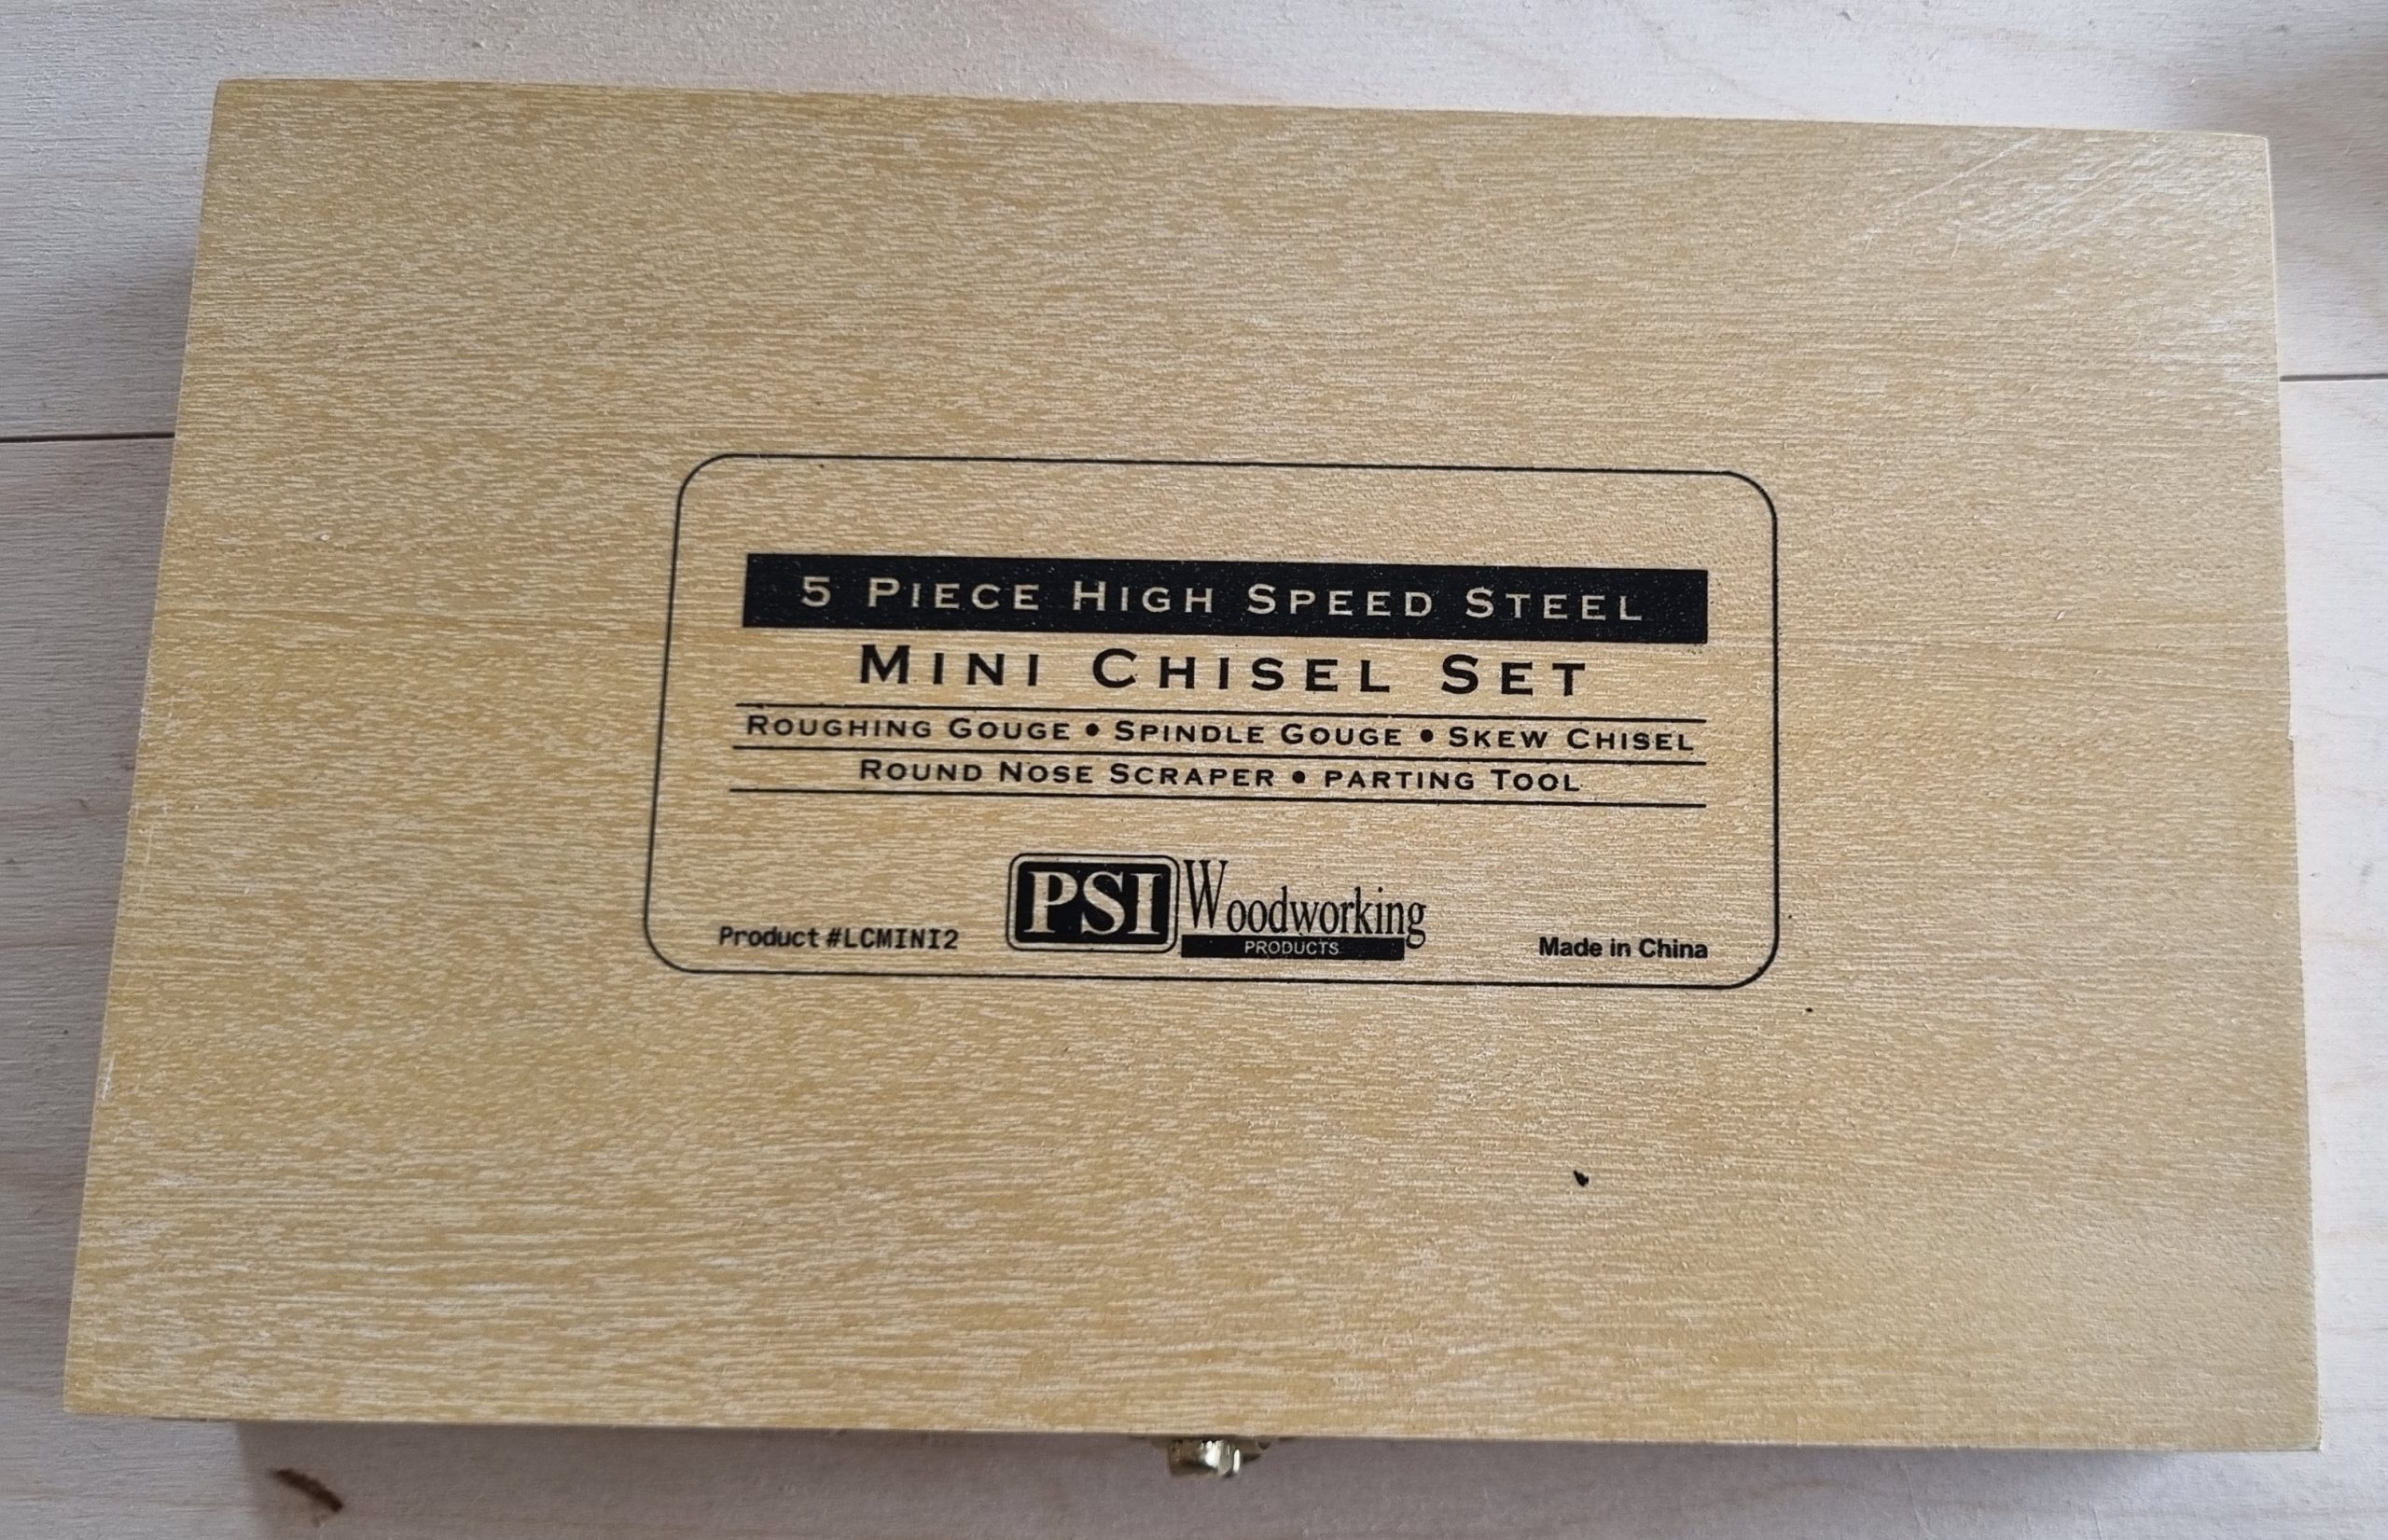 5 PIECE HIGH SPEED STEEL
MINI CHISEL SET
ROUGHING GOUGE • SPINDLE GOUGE • SKEW CHISEL
ROUND NOSE SCRAPER • PARTING TOOL
PSI Woodworking
PRODUCTS
Product #LCMINI2
Made in China